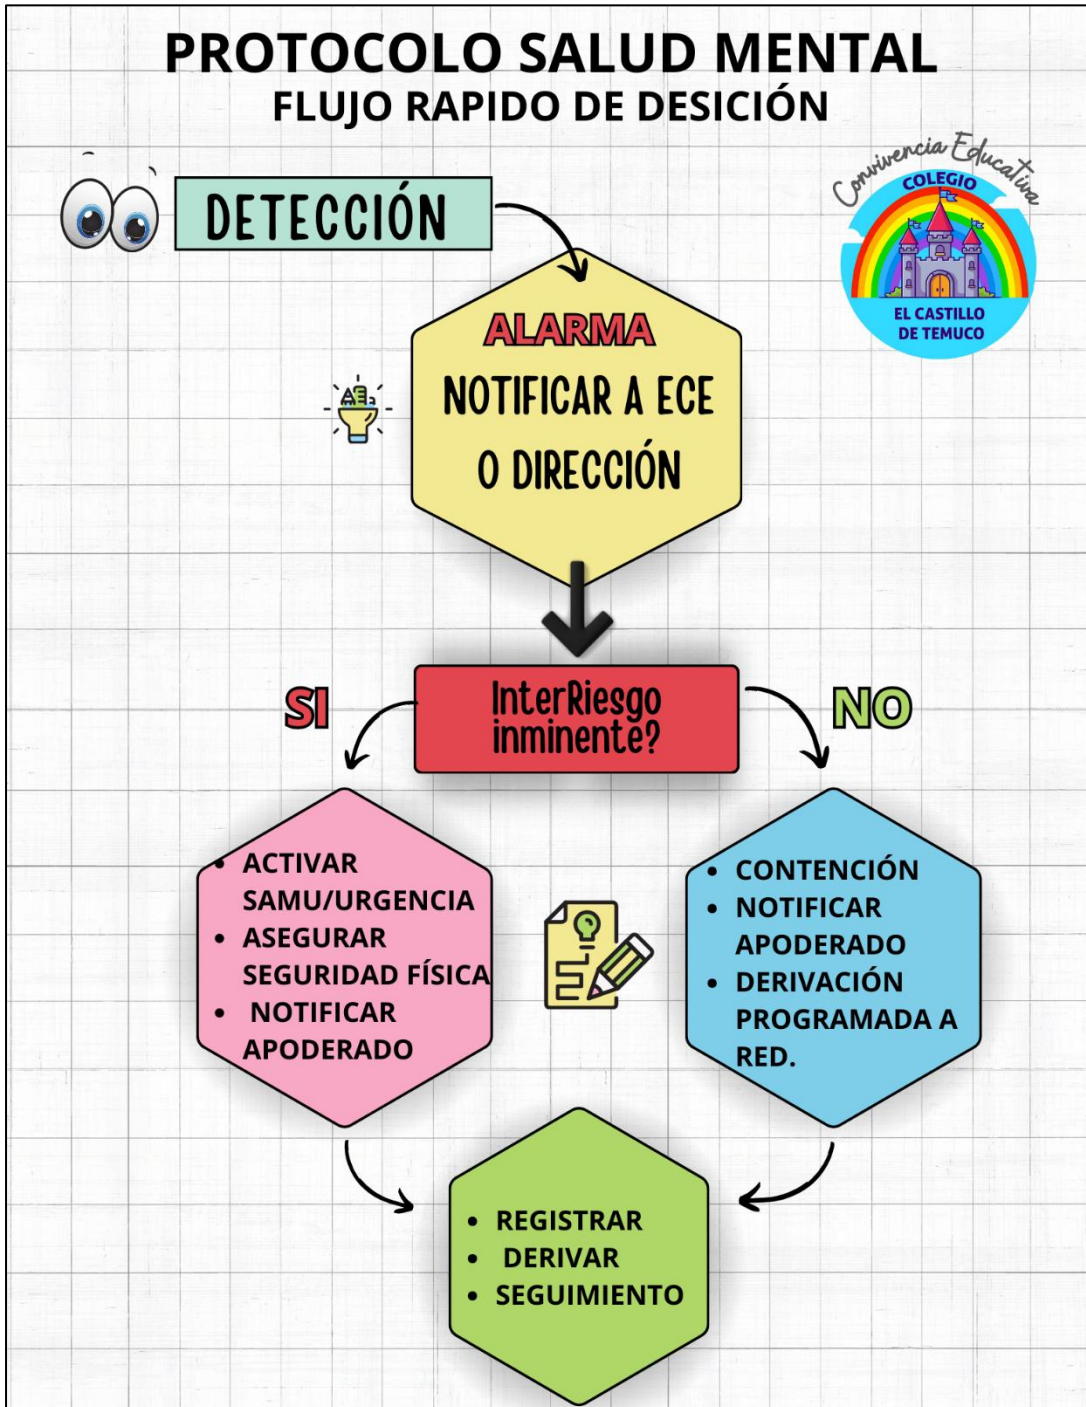 PROTOCOLO SALUD MENTAL
FLUJO RAPIDO DE DESICIÓN
Convivencia Educativa
COLEGIO
EL CASTILLO
DE TEMUCO
DETECCIÓN
ALARMA
NOTIFICAR A ECE
O DIRECCIÓN
SI
InterRiesgo
inminente?
NO
• ACTIVAR
SAMU/URGENCIA
• ASEGURAR
SEGURIDAD FÍSICA
• NOTIFICAR
APODERADO
• CONTENCIÓN
• NOTIFICAR
APODERADO
• DERIVACIÓN
PROGRAMADA A
RED.
• REGISTRAR
• DERIVAR
• SEGUIMIENTO